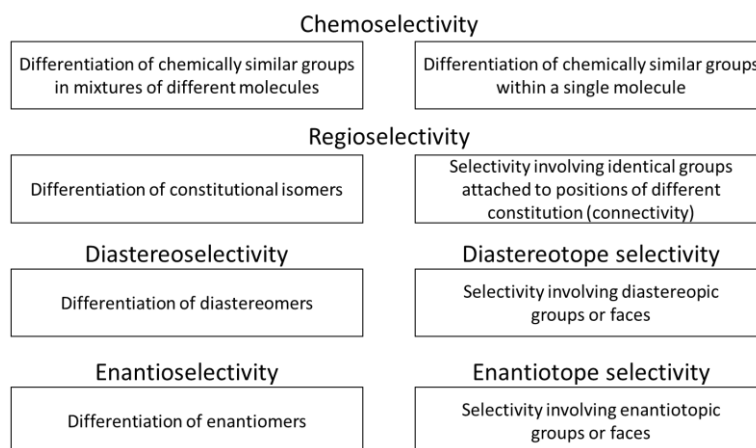 Chemoselectivity
Differentiation of chemically similar groups
in mixtures of different molecules
Differentiation of chemically similar groups
within a single molecule
Regioselectivity
Differentiation of constitutional isomers
Selectivity involving identical groups
attached to positions of different
constitution (connectivity)
Diastereoselectivity
Diastereotope selectivity
Differentiation of diastereomers
Selectivity involving diastereopic
groups or faces
Enantioselectivity
Enantiotope selectivity
Differentiation of enantiomers
Selectivity involving enantiotopic
groups or faces